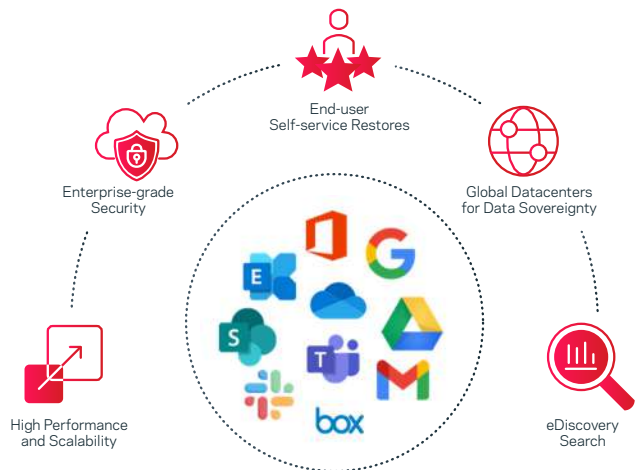 End-user
Self-service Restores
Enterprise-grade
Security
Global Datacenters
for Data Sovereignty
E
S
T
High Performance
and Scalability
box
eDiscovery
Search